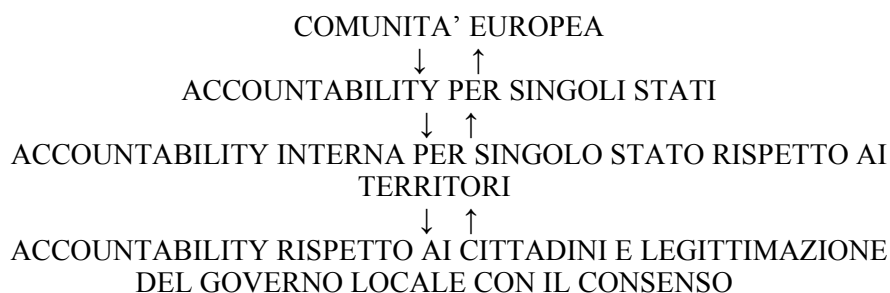 COMUNITA’ EUROPEA
↓ ↑
ACCOUNTABILITY PER SINGOLI STATI
↓ ↑
ACCOUNTABILITY INTERNA PER SINGOLO STATO RISPETTO AI
TERRITORI
↓ ↑
ACCOUNTABILITY RISPETTO AI CITTADINI E LEGITTIMAZIONE
DEL GOVERNO LOCALE CON IL CONSENSO